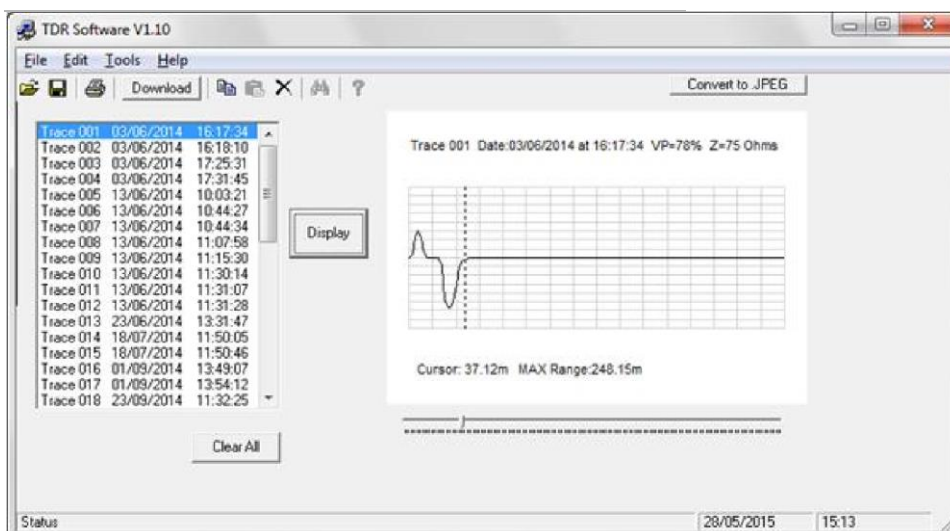 TDR Software V1.10
File Edit Tools Help
Download Convert to .JPEG
Trace 001 03/06/2014 16:17:34
Trace 002 03/06/2014 16:18:10
Trace 003 03/06/2014 17:25:31
Trace 004 03/06/2014 17:31:45
Trace 005 13/06/2014 10:03:21
Trace 006 13/06/2014 10:44:27
Trace 007 13/06/2014 10:44:34
Trace 008 13/06/2014 11:07:58
Trace 009 13/06/2014 11:15:30
Trace 010 13/06/2014 11:30:14
Trace 011 13/06/2014 11:31:07
Trace 012 13/06/2014 11:31:28
Trace 013 23/06/2014 13:31:47
Trace 014 18/07/2014 11:50:05
Trace 015 18/07/2014 11:50:46
Trace 016 01/09/2014 13:49:07
Trace 017 01/09/2014 13:54:12
Trace 018 23/09/2014 11:32:25
Display
Clear All
Trace 001 Date:03/06/2014 at 16:17:34 VP=78% Z=75 Ohms
Cursor: 37.12m MAX Range:248.15m
Status 28/05/2015 15:13